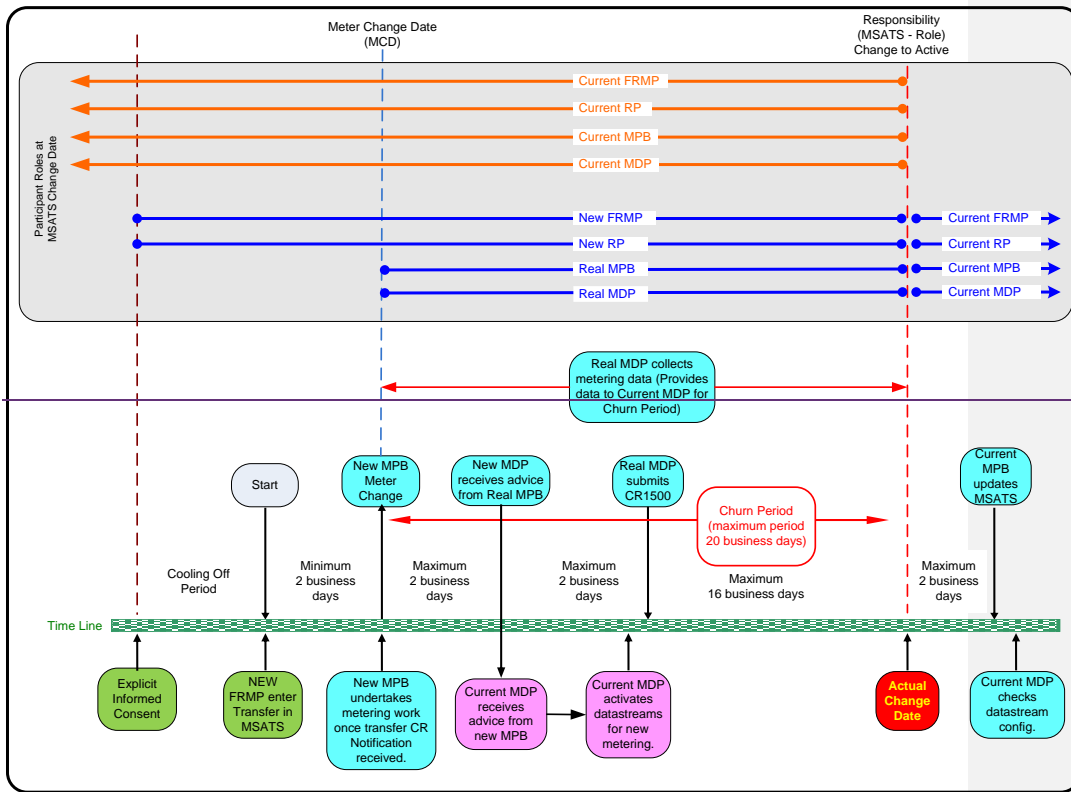 Meter Change Date
(MCD)
Responsibility
(MSATS - Role)
Change to Active
Participant Roles at
MSATS Change Date
Current FRMP
Current RP
Current MPB
Current MDP
New FRMP
Current FRMP
New RP
Current RP
Real MPB
Current MPB
Real MDP
Current MDP
Real MDP collects
metering data (Provides
data to Current MDP for
Churn Period)
Start
New MPB
Meter
Change
New MDP
receives advice
from Real MPB
Real MDP
submits
CR1500
Current
MPB
updates
MSATS
Churn Period
(maximum period
20 business days)
Cooling Off
Period
Minimum
2 business
days
Maximum
2 business
days
Maximum
2 business
days
Maximum
16 business days
Maximum
2 business
days
Time Line
Explicit
Informed
Consent
NEW
FRMP enter
Transfer in
MSATS
New MPB
undertakes
metering work
once transfer CR
Notification
received.
Current MDP
receives
advice from
new MPB
Current MDP
activates
datastreams
for new
metering.
Actual
Change
Date
Current MDP
checks
datastream
config.